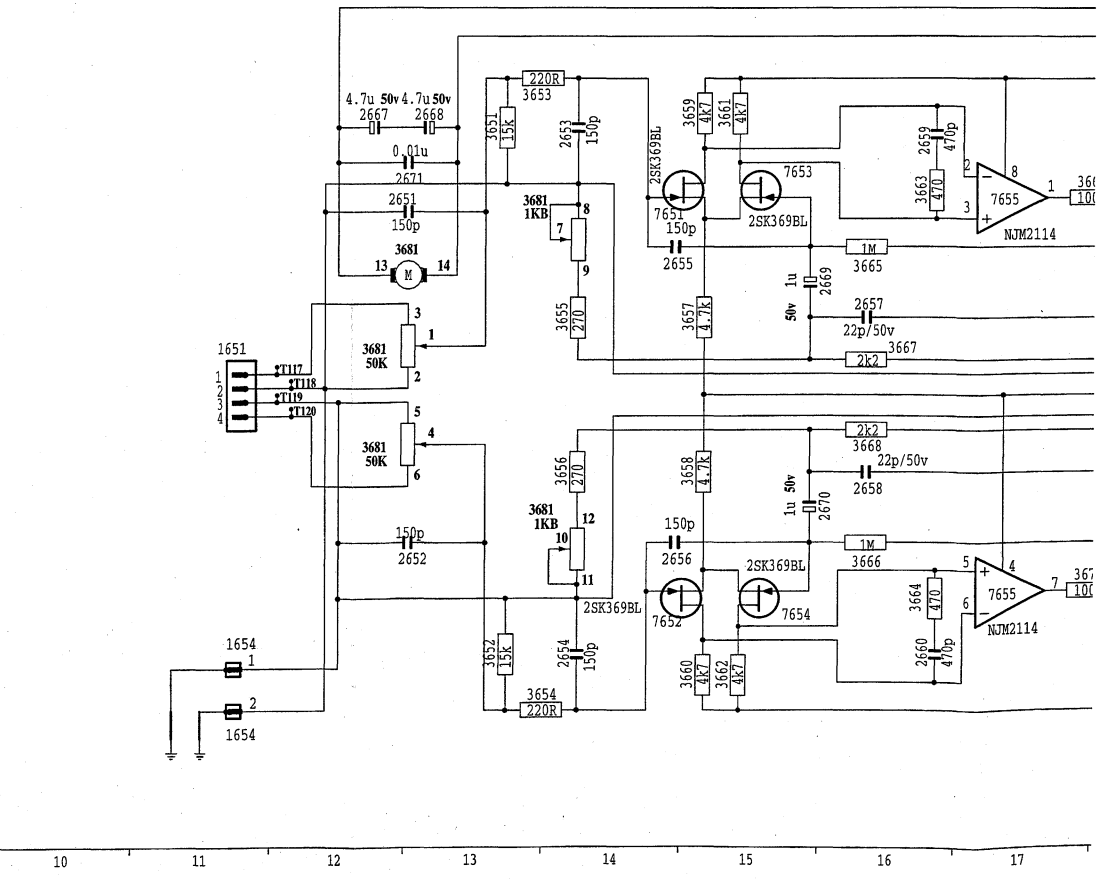 4.7u 50v 4.7u 50v
2667 2668
0.01u
2671
2651
150p
3681
13 M 14
3651
15k
220R
3653
2653
150p
3681
1KB
8
7
9
3655
270
2SK369BL
7651
150p
2655
3659
4k7
3661
4k7
7653
2SK369BL
1M
3665
1u
50v
2669
2657
22p/50v
3667
2k2
3657
4.7k
2659
470p
3663
470
2
3
8
7655
1
NJM2114
366
100
1651
1
2
3
4
T117
T118
T119
T120
3
1
3681
50K
2
5
4
3681
50K
6
150p
2652
3656
270
3681
1KB
12
10
11
3658
4.7k
2k2
3668
22p/50v
2658
1u 50v
2670
150p
2656
1M
3666
2SK369BL
7652
2SK369BL
7654
3664
470
2660
470p
5
6
4
7655
7
NJM2114
367
100
3652
15k
2654
150p
3654
220R
3660
4k7
3662
4k7
1654
1
2
1654
10 11 12 13 14 15 16 17